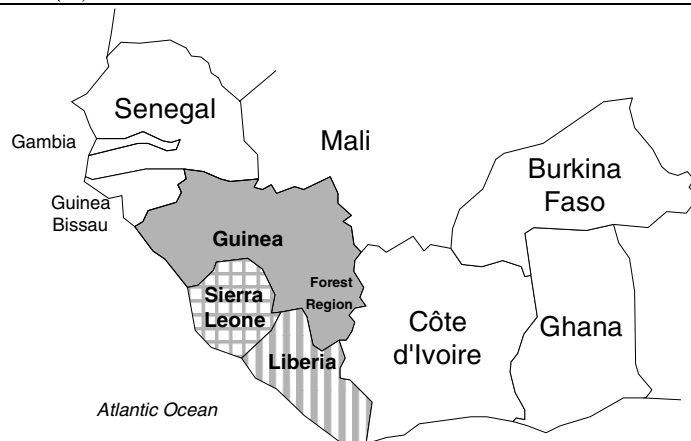 Senegal
Gambia
Mali
Burkina
Faso
Guinea
Bissau
Guinea
Forest
Region
Sierra
Leone
Côte
d'Ivoire
Ghana
Liberia
Atlantic Ocean